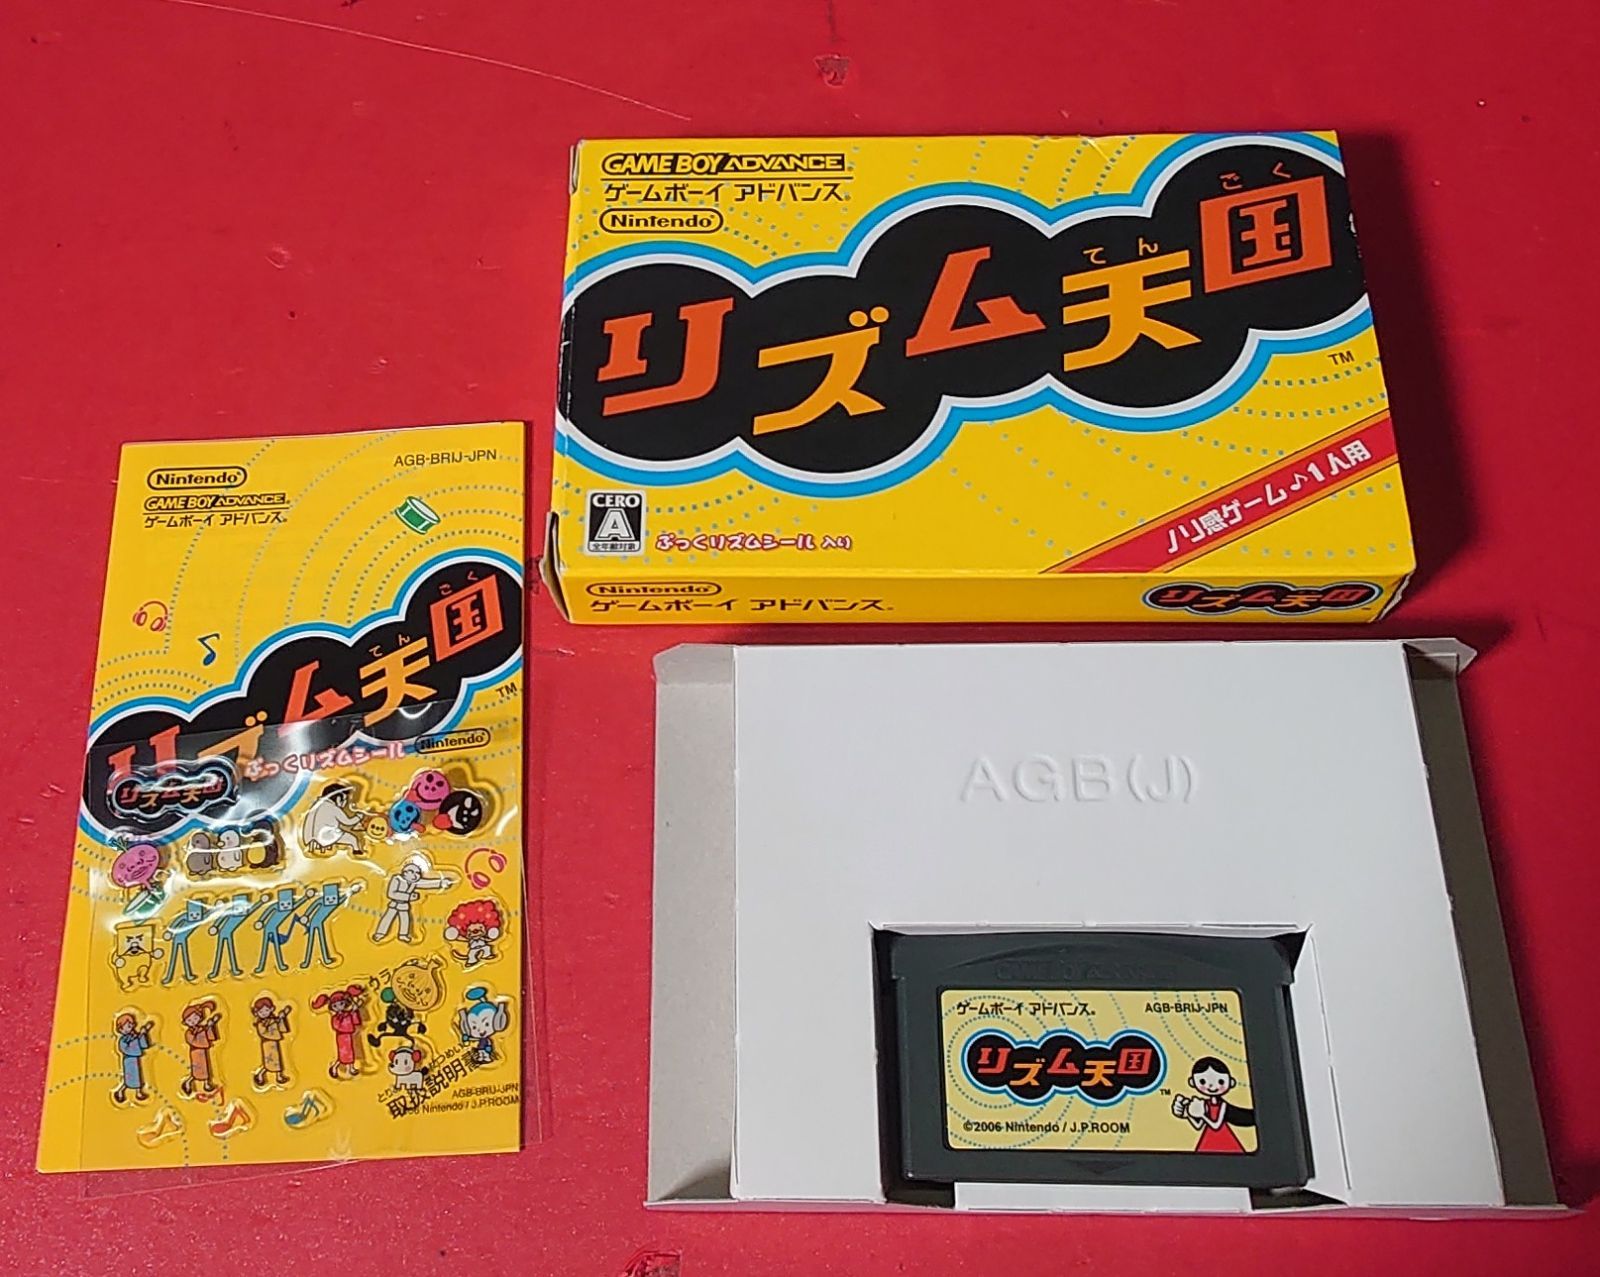 GAME BOY ADVANCE
ゲームボーイ アドバンス
Nintendo
リズム天国
てん
ごく
TM
ノリ感ゲーム♪1人用
CERO
A
全年齢対象
ぷっくリズムシール 入り
Nintendo
ゲームボーイ アドバンス
リズム天国
Nintendo
AGB-BRIJ-JPN
GAME BOY ADVANCE
ゲームボーイ アドバンス
リズム天国
てん
ごく
TM
ぷっくリズムシール
Nintendo
リズム天国
ウラ
取扱説明書
AGB-BRIJ-JPN
Nintendo / J.P.ROOM
AGB(J)
GAME BOY ADVANCE
ゲームボーイ アドバンス
AGB-BRIJ-JPN
リズム天国
TM
©2006 Nintendo / J.P.ROOM